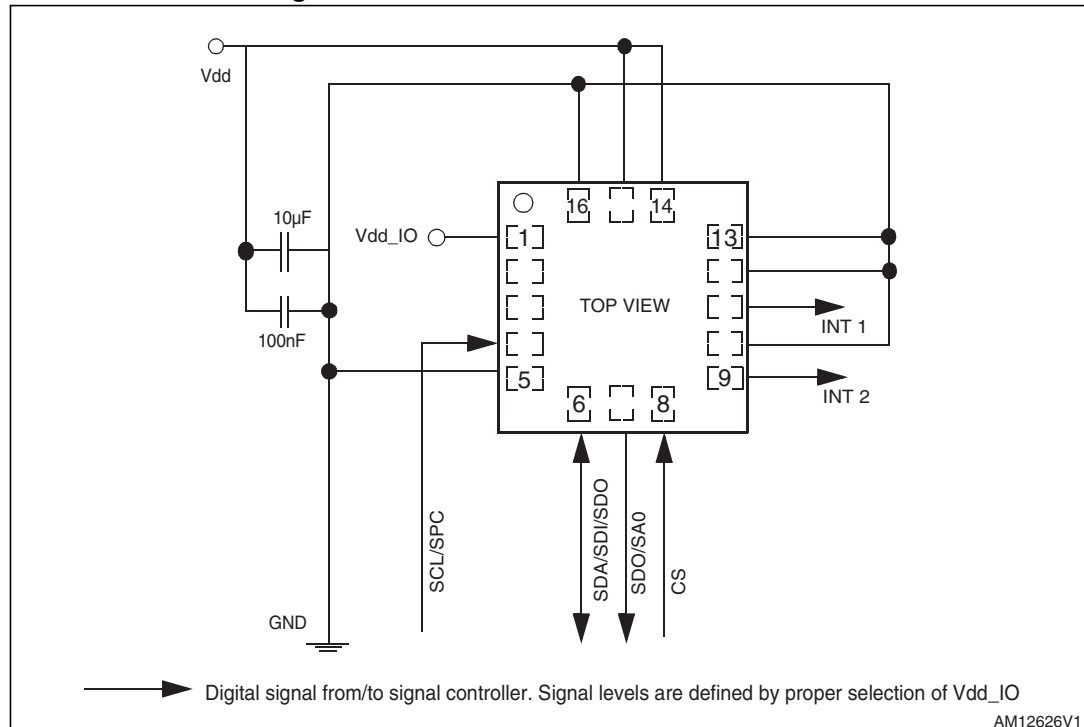 Vdd
16
14
10µF
Vdd_IO
1
13
TOP VIEW
INT 1
100nF
5
9
INT 2
6
8
SCL/SPC
SDA/SDI/SDO
SDO/SA0
CS
GND
Digital signal from/to signal controller. Signal levels are defined by proper selection of Vdd_IO
AM12626V1